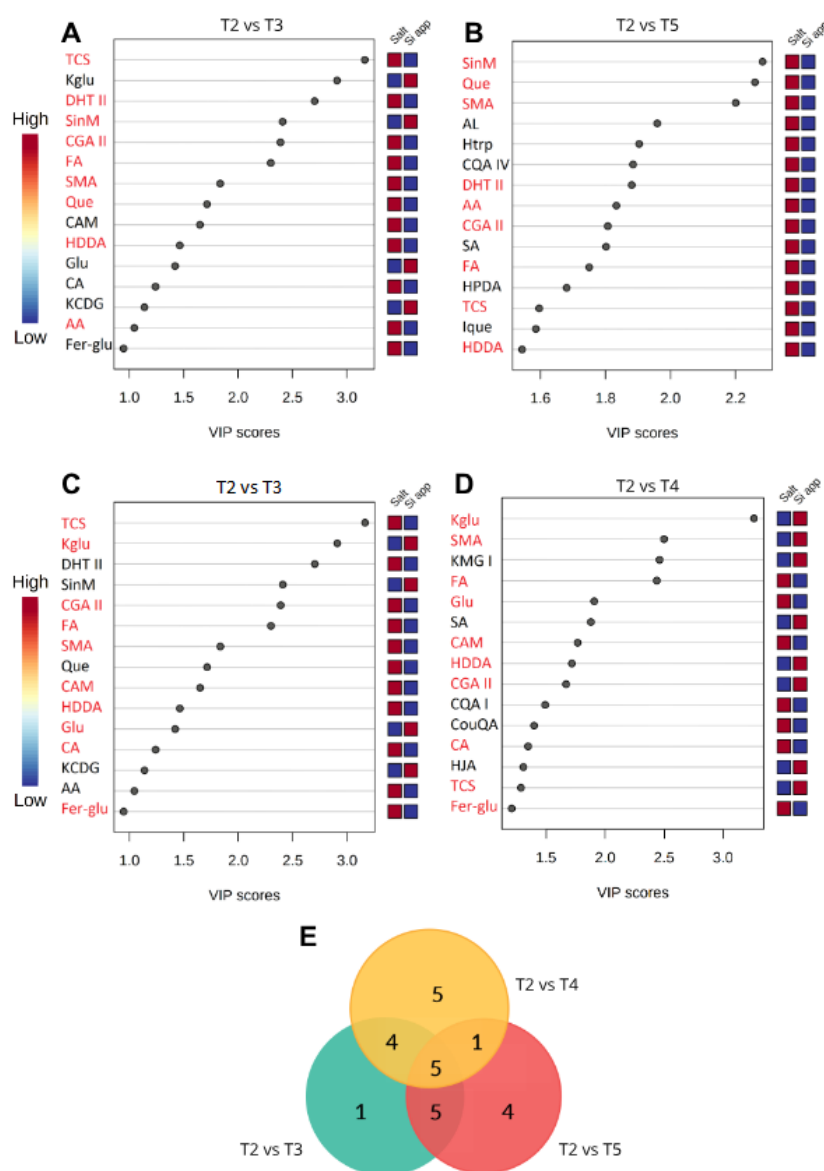 A
T2 vs T3
Salt
Si app
High
Low
TCS
Kglu
DHT II
SinM
CGA II
FA
SMA
Que
CAM
HDDA
Glu
CA
KCDG
AA
Fer-glu
1.0 1.5 2.0 2.5 3.0
VIP scores
B
T2 vs T5
Salt
Si app
SinM
Que
SMA
AL
Htrp
CQA IV
DHT II
AA
CGA II
SA
FA
HPDA
TCS
Ique
HDDA
1.6 1.8 2.0 2.2
VIP scores
C
T2 vs T3
Salt
Si app
High
Low
TCS
Kglu
DHT II
SinM
CGA II
FA
SMA
Que
CAM
HDDA
Glu
CA
KCDG
AA
Fer-glu
1.0 1.5 2.0 2.5 3.0
VIP scores
D
T2 vs T4
Salt
Si app
Kglu
SMA
KMG I
FA
Glu
SA
CAM
HDDA
CGA II
CQA I
CouQA
CA
HJA
TCS
Fer-glu
1.5 2.0 2.5 3.0
VIP scores
E
5
T2 vs T4
4 1
5
1 5 4
T2 vs T3
T2 vs T5